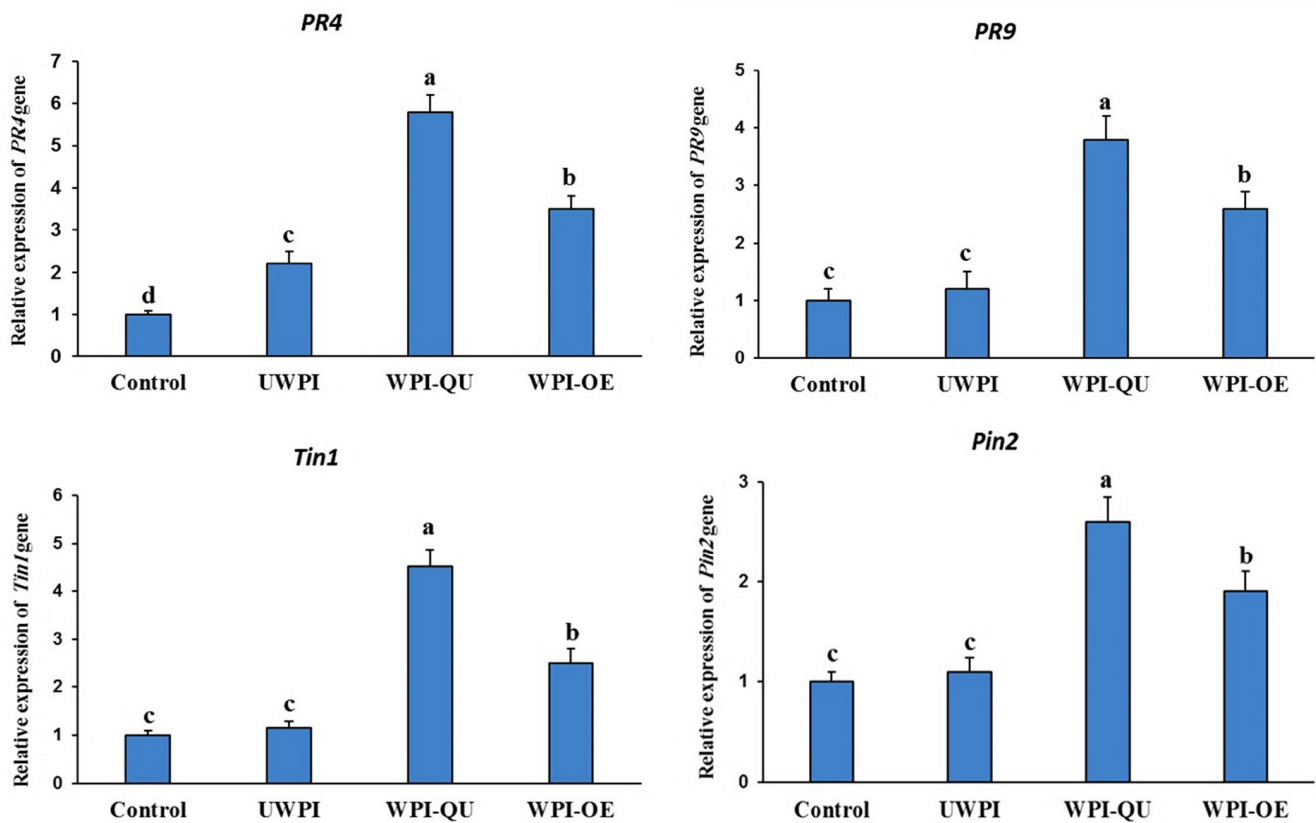 PR4
Relative expression of PR4 gene
7
6
5
4
3
2
1
0
a
b
c
d
Control UWPI WPI-QU WPI-OE
PR9
Relative expression of PR9 gene
5
4
3
2
1
0
a
b
c
c
Control UWPI WPI-QU WPI-OE
Tin1
Relative expression of Tin1 gene
6
5
4
3
2
1
0
a
b
c
c
Control UWPI WPI-QU WPI-OE
Pin2
Relative expression of Pin2 gene
3
2
1
0
a
b
c
c
Control UWPI WPI-QU WPI-OE